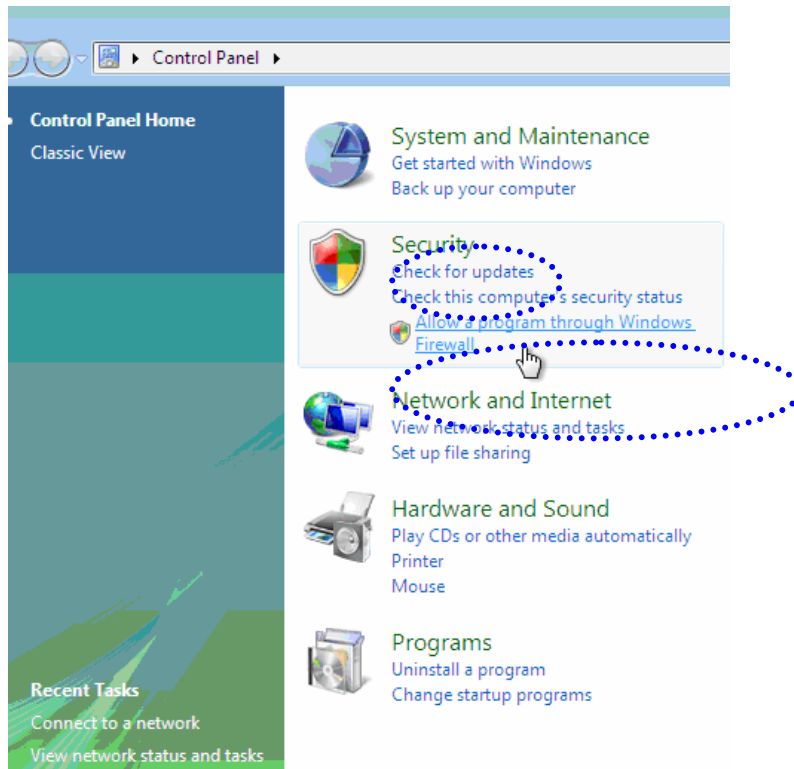 Control Panel
Control Panel Home
Classic View
System and Maintenance
Get started with Windows
Back up your computer
Security
Check for updates
Check this computer's security status
Allow a program through Windows
Firewall
Network and Internet
View network status and tasks
Set up file sharing
Hardware and Sound
Play CDs or other media automatically
Printer
Mouse
Programs
Uninstall a program
Change startup programs
Recent Tasks
Connect to a network
View network status and tasks